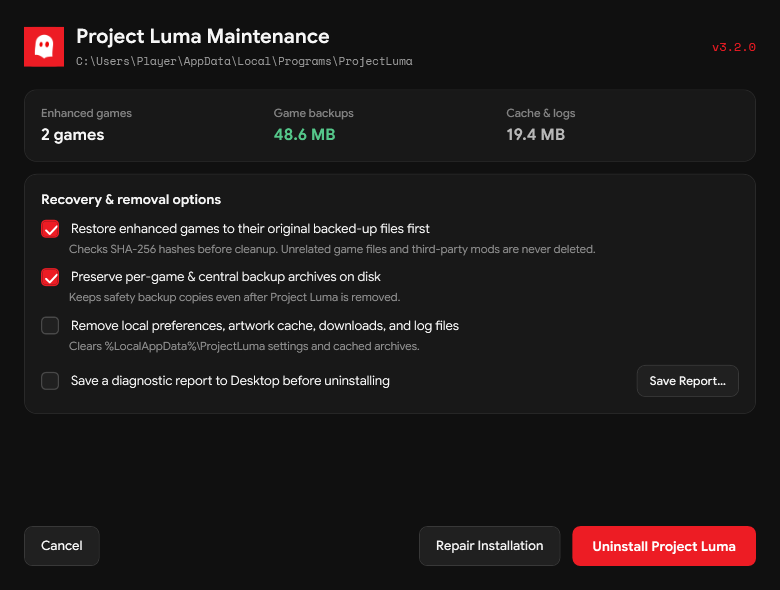 Project Luma Maintenance
C:\Users\Player\AppData\Local\Programs\ProjectLuma
v3.2.0
Enhanced games
2 games
Game backups
48.6 MB
Cache & logs
19.4 MB
Recovery & removal options
Restore enhanced games to their original backed-up files first
Checks SHA-256 hashes before cleanup. Unrelated game files and third-party mods are never deleted.
Preserve per-game & central backup archives on disk
Keeps safety backup copies even after Project Luma is removed.
Remove local preferences, artwork cache, downloads, and log files
Clears %LocalAppData%\ProjectLuma settings and cached archives.
Save a diagnostic report to Desktop before uninstalling
Save Report...
Cancel
Repair Installation
Uninstall Project Luma